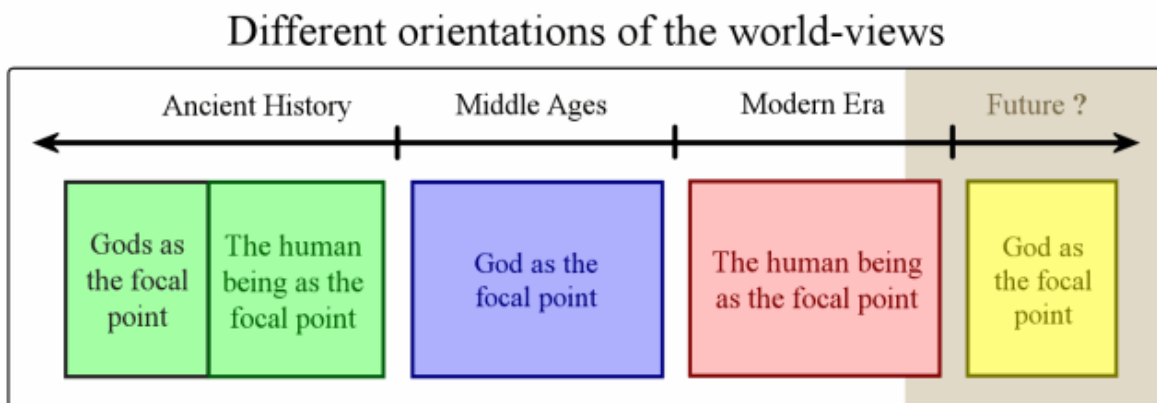 Different orientations of the world-views
Ancient History
Middle Ages
Modern Era
Future ?
Gods as
the focal
point
The human
being as the
focal point
God as the
focal point
The human being
as the focal point
God as
the focal
point